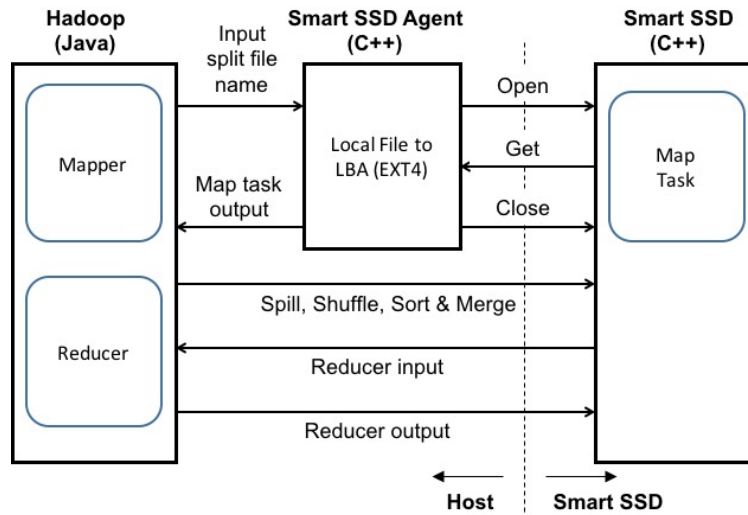 Hadoop
(Java)
Smart SSD Agent
(C++)
Smart SSD
(C++)
Input
split file
name
Open
Mapper
Local File to
LBA (EXT4)
Get
Map
Task
Map task
output
Close
Spill, Shuffle, Sort & Merge
Reducer
Reducer input
Reducer output
Host
Smart SSD